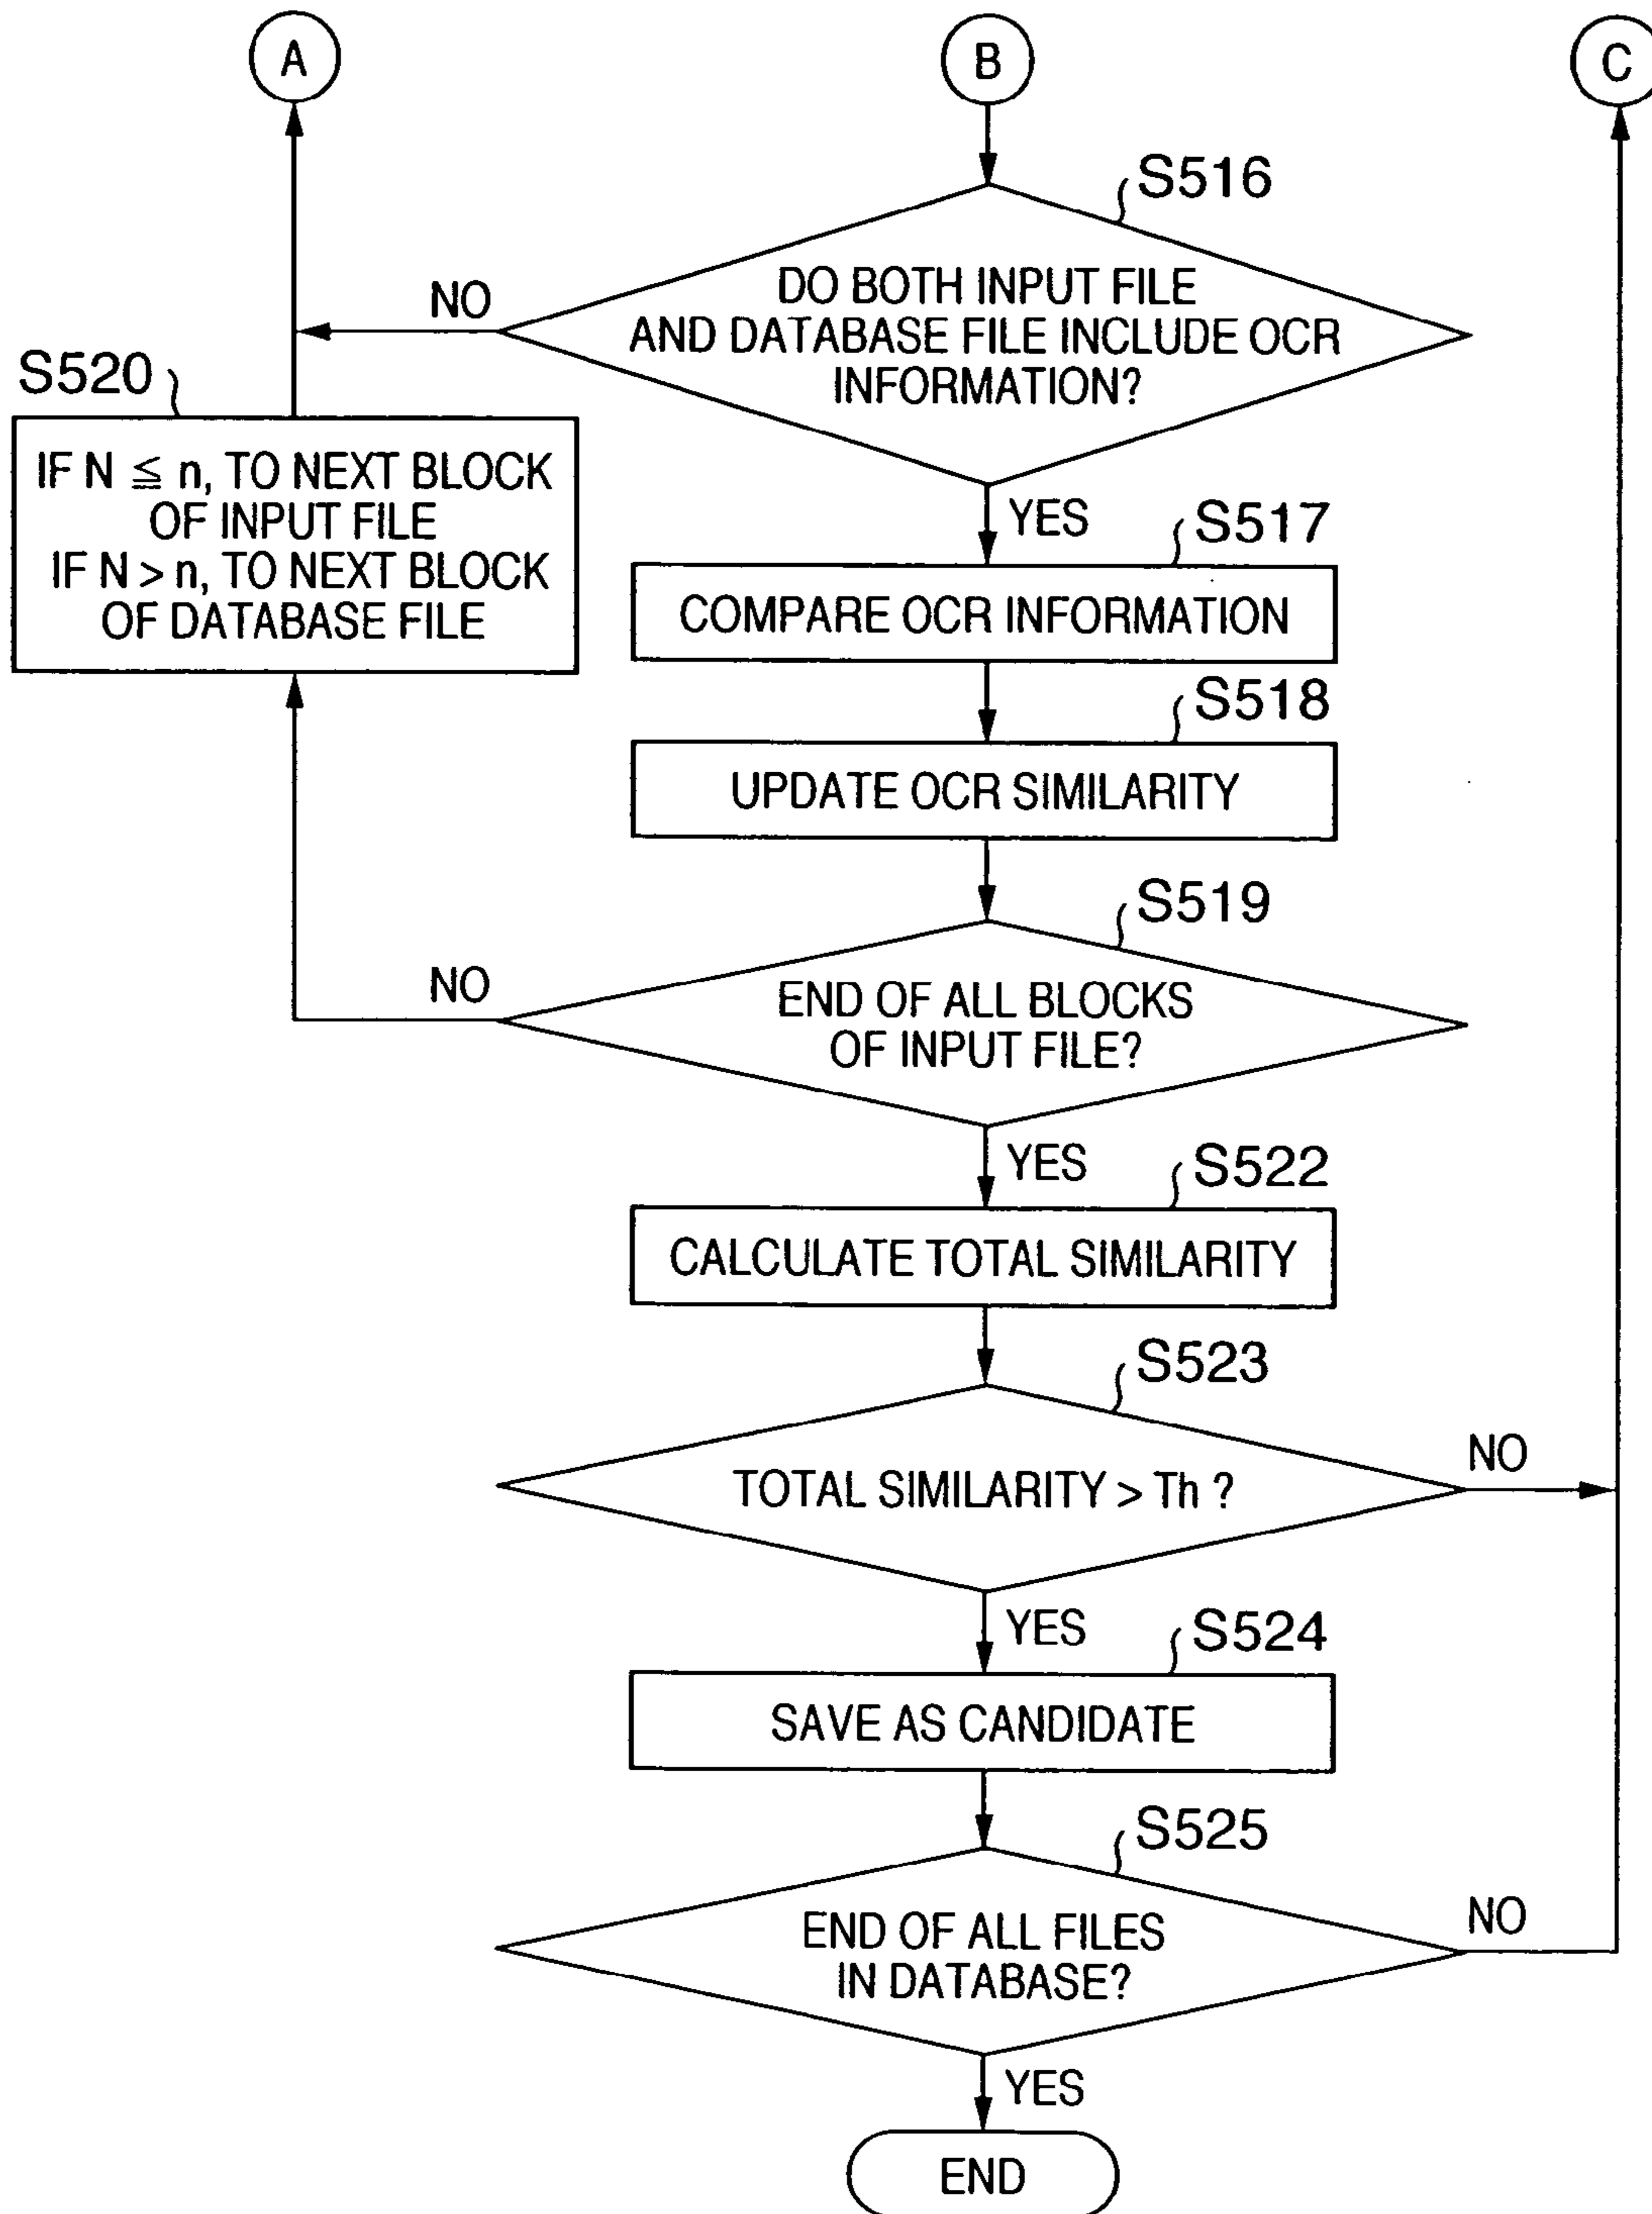 A
B
C
S516
DO BOTH INPUT FILE
AND DATABASE FILE INCLUDE OCR
INFORMATION?
NO
S520
IF N ≦ n, TO NEXT BLOCK
OF INPUT FILE
IF N > n, TO NEXT BLOCK
OF DATABASE FILE
YES
S517
COMPARE OCR INFORMATION
S518
UPDATE OCR SIMILARITY
S519
NO
END OF ALL BLOCKS
OF INPUT FILE?
YES
S522
CALCULATE TOTAL SIMILARITY
S523
TOTAL SIMILARITY > Th ?
NO
YES
S524
SAVE AS CANDIDATE
S525
END OF ALL FILES
IN DATABASE?
NO
YES
END